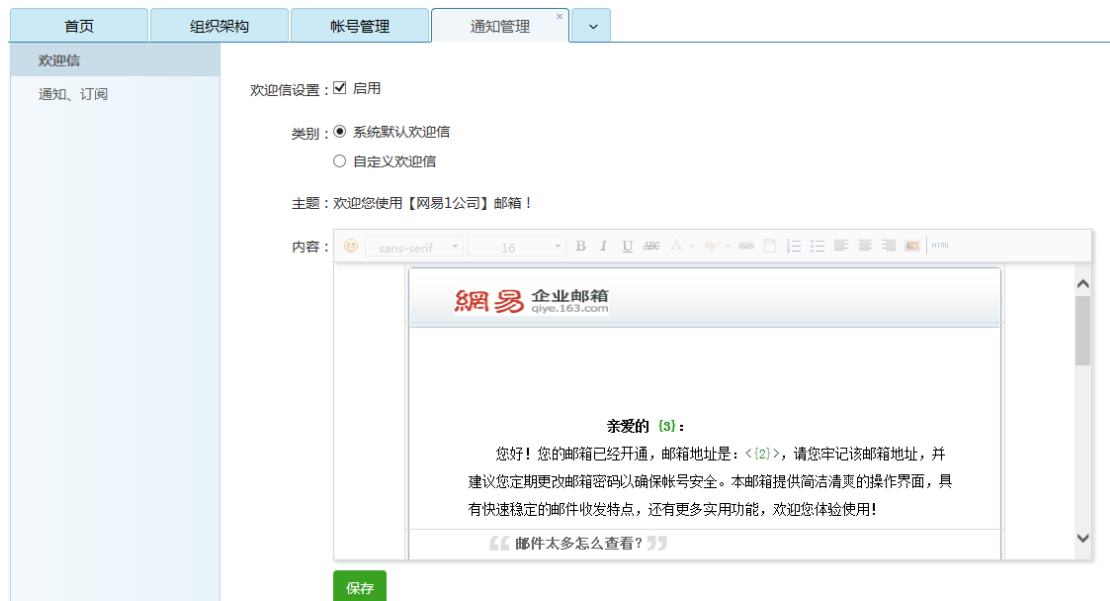 首页 组织架构 帐号管理 通知管理
欢迎信
通知、订阅
欢迎信设置：启用
类别：系统默认欢迎信
自定义欢迎信
主题：欢迎您使用【网易1公司】邮箱！
内容：sans-serif 16 B I U ABC A HTML
網易 企业邮箱
qiye.163.com
亲爱的 {3}：
您好！您的邮箱已经开通，邮箱地址是：<{2}>，请您牢记该邮箱地址，并
建议您定期更改邮箱密码以确保帐号安全。本邮箱提供简洁清爽的操作界面，具
有快速稳定的邮件收发特点，还有更多实用功能，欢迎您体验使用！
“邮件太多怎么查看？”
保存